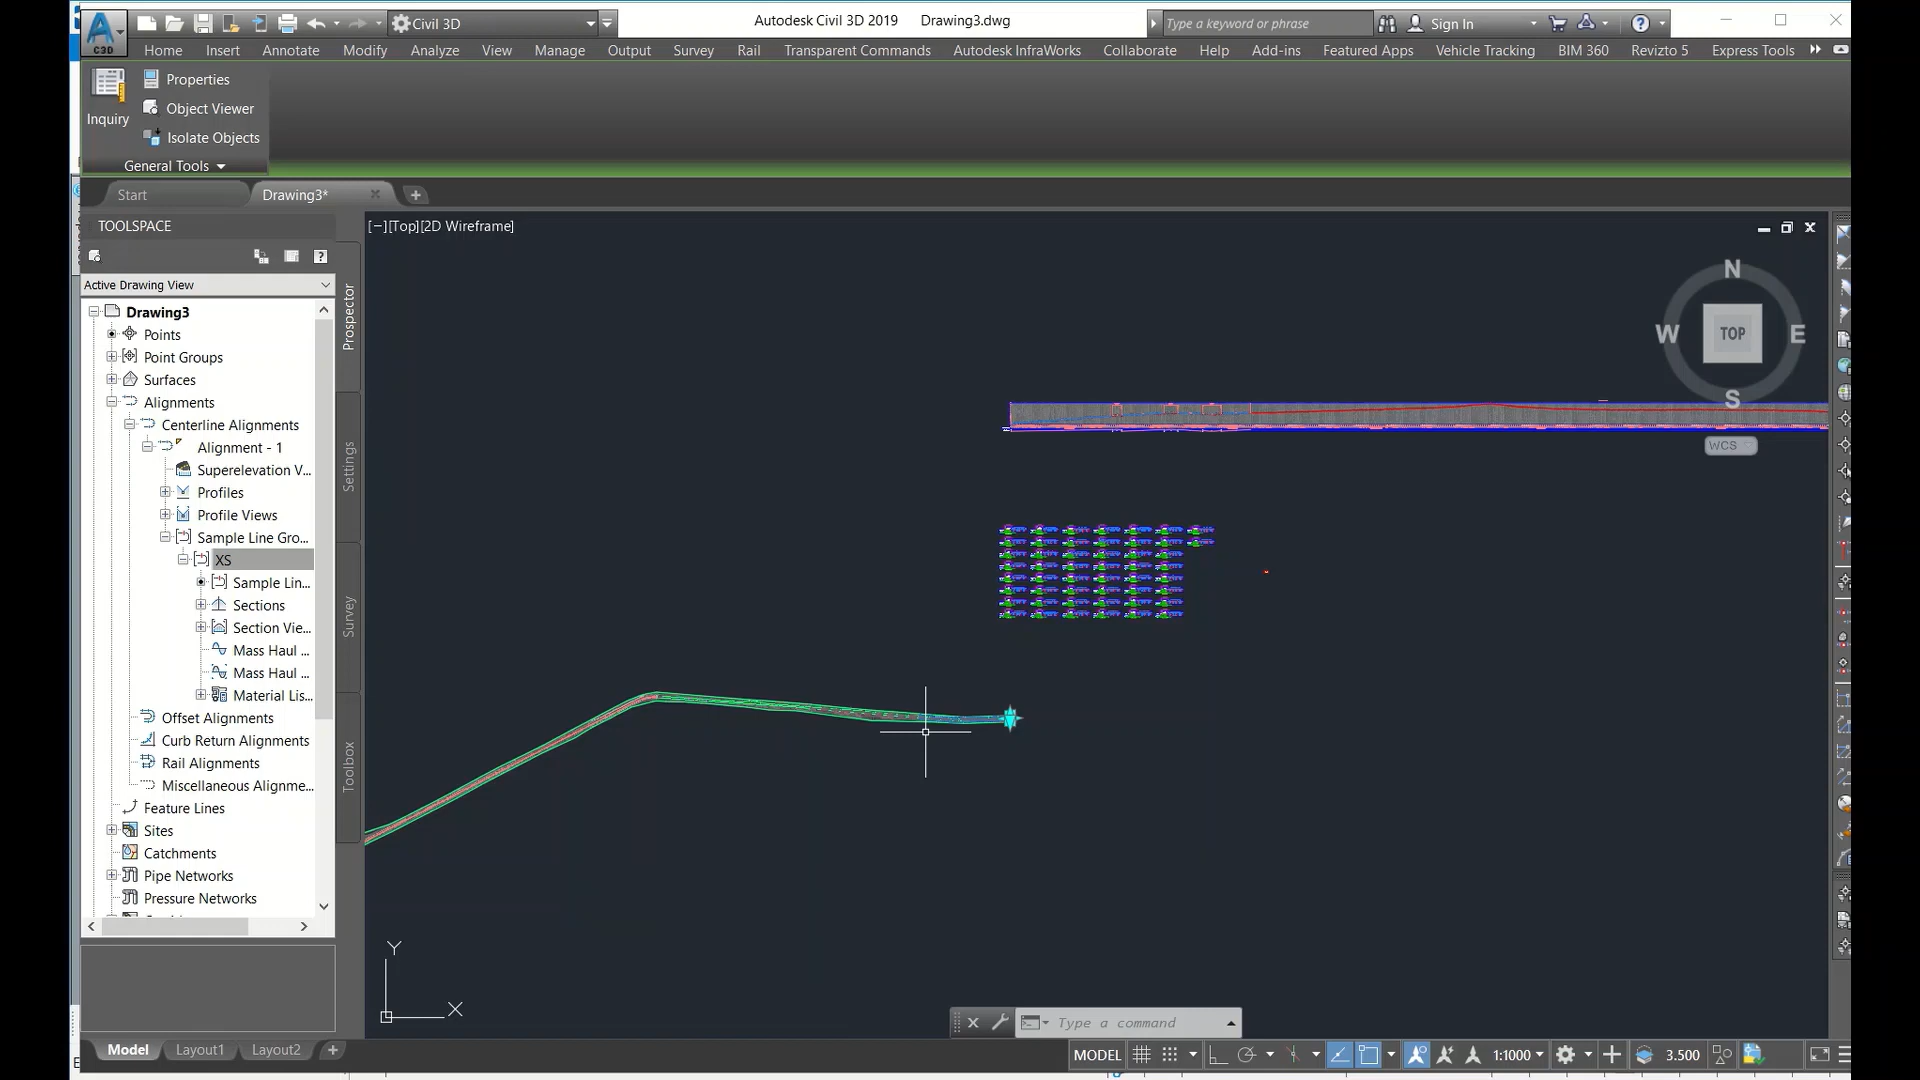 Civil 3D
Autodesk Civil 3D 2019 Drawing3.dwg
Type a keyword or phrase
Sign In
C3D
Home Insert Annotate Modify Analyze View Manage Output Survey Rail Transparent Commands Autodesk InfraWorks Collaborate Help Add-ins Featured Apps Vehicle Tracking BIM 360 Revizto 5 Express Tools
Inquiry
Properties
Object Viewer
Isolate Objects
General Tools
Start
Drawing3*
TOOLSPACE
Active Drawing View
Drawing3
Points
Point Groups
Surfaces
Alignments
Centerline Alignments
Alignment - 1
Superelevation V...
Profiles
Profile Views
Sample Line Gro...
XS
Sample Lin...
Sections
Section Vie...
Mass Haul ...
Mass Haul ...
Material Lis...
Offset Alignments
Curb Return Alignments
Rail Alignments
Miscellaneous Alignme...
Feature Lines
Sites
Catchments
Pipe Networks
Pressure Networks
Prospector
Settings
Survey
Toolbox
[−][Top][2D Wireframe]
N
W TOP E
S
WCS
Y
X
Type a command
Model Layout1 Layout2
MODEL
1:1000
3.500